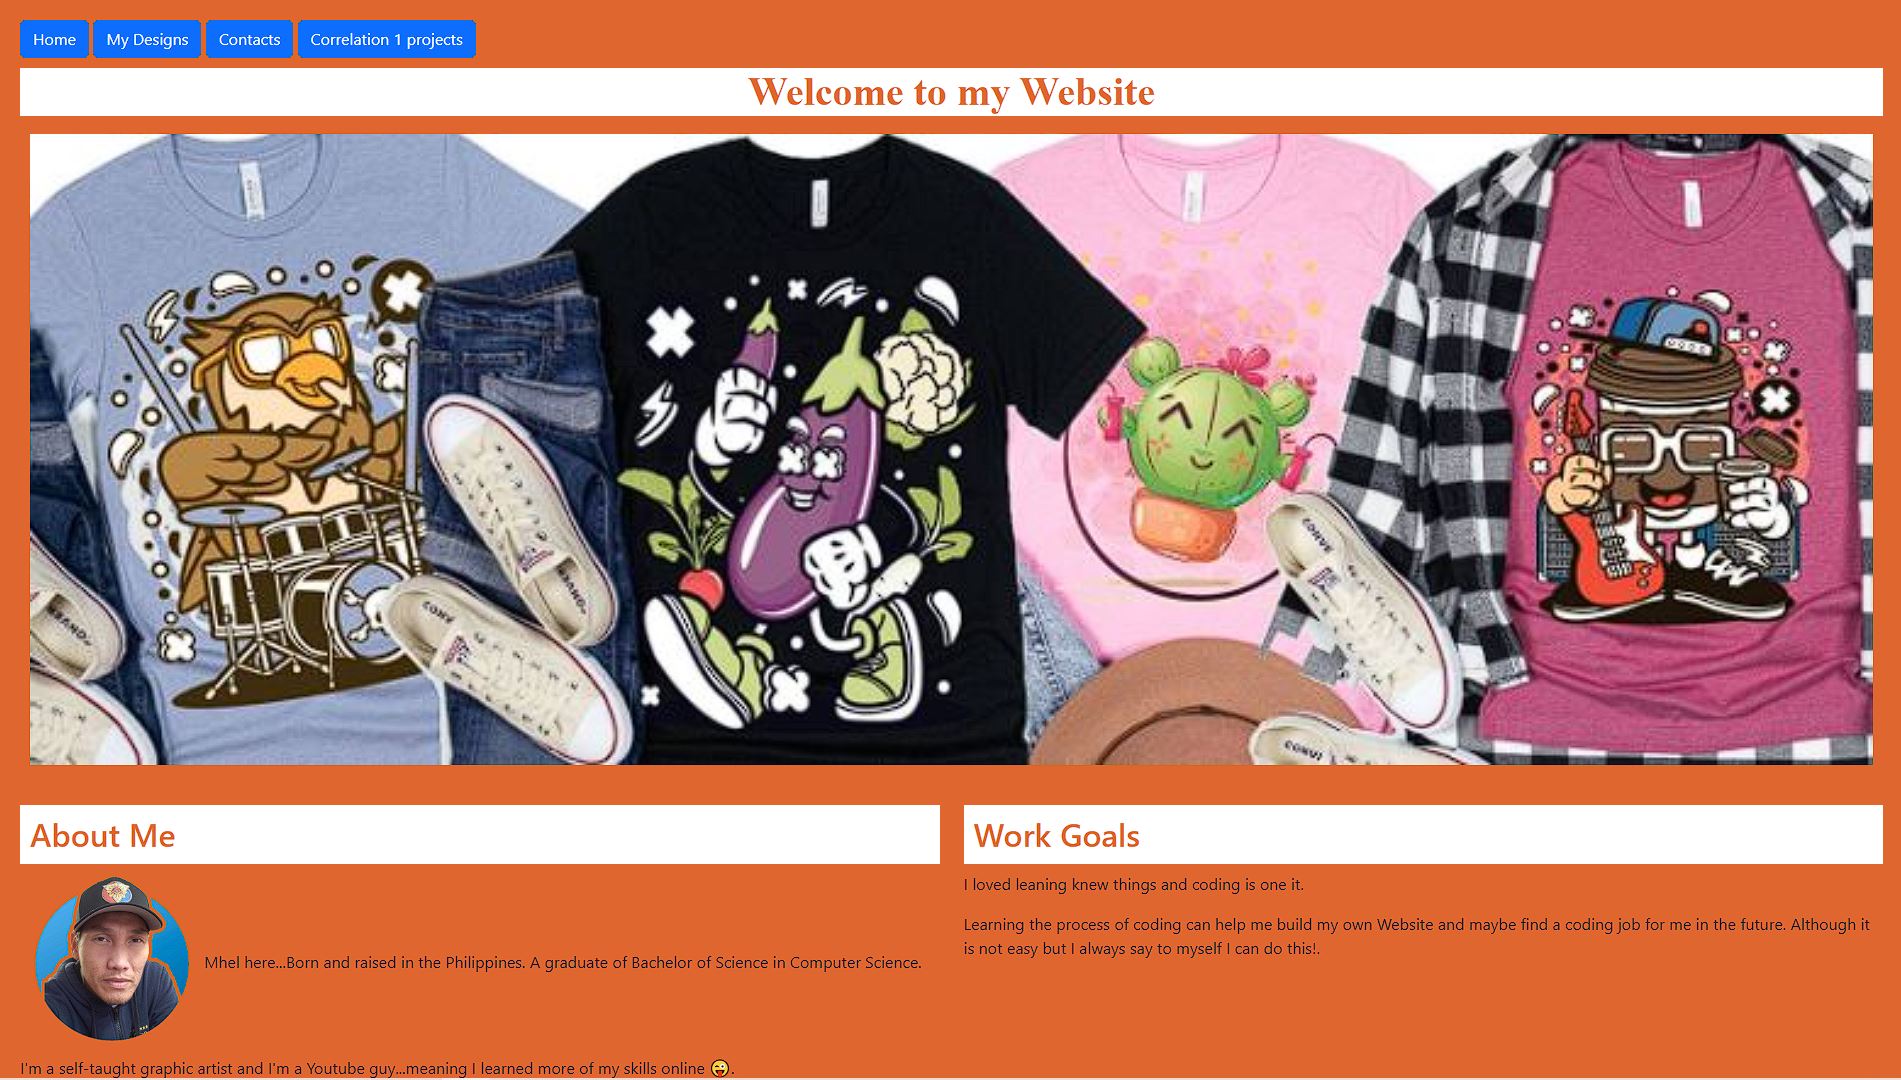 Home My Designs Contacts Correlation 1 projects
Welcome to my Website
About Me
Mhel here...Born and raised in the Philippines. A graduate of Bachelor of Science in Computer Science.
I'm a self-taught graphic artist and I'm a Youtube guy...meaning I learned more of my skills online 😜.
Work Goals
I loved leaning knew things and coding is one it.
Learning the process of coding can help me build my own Website and maybe find a coding job for me in the future. Although it
is not easy but I always say to myself I can do this!.